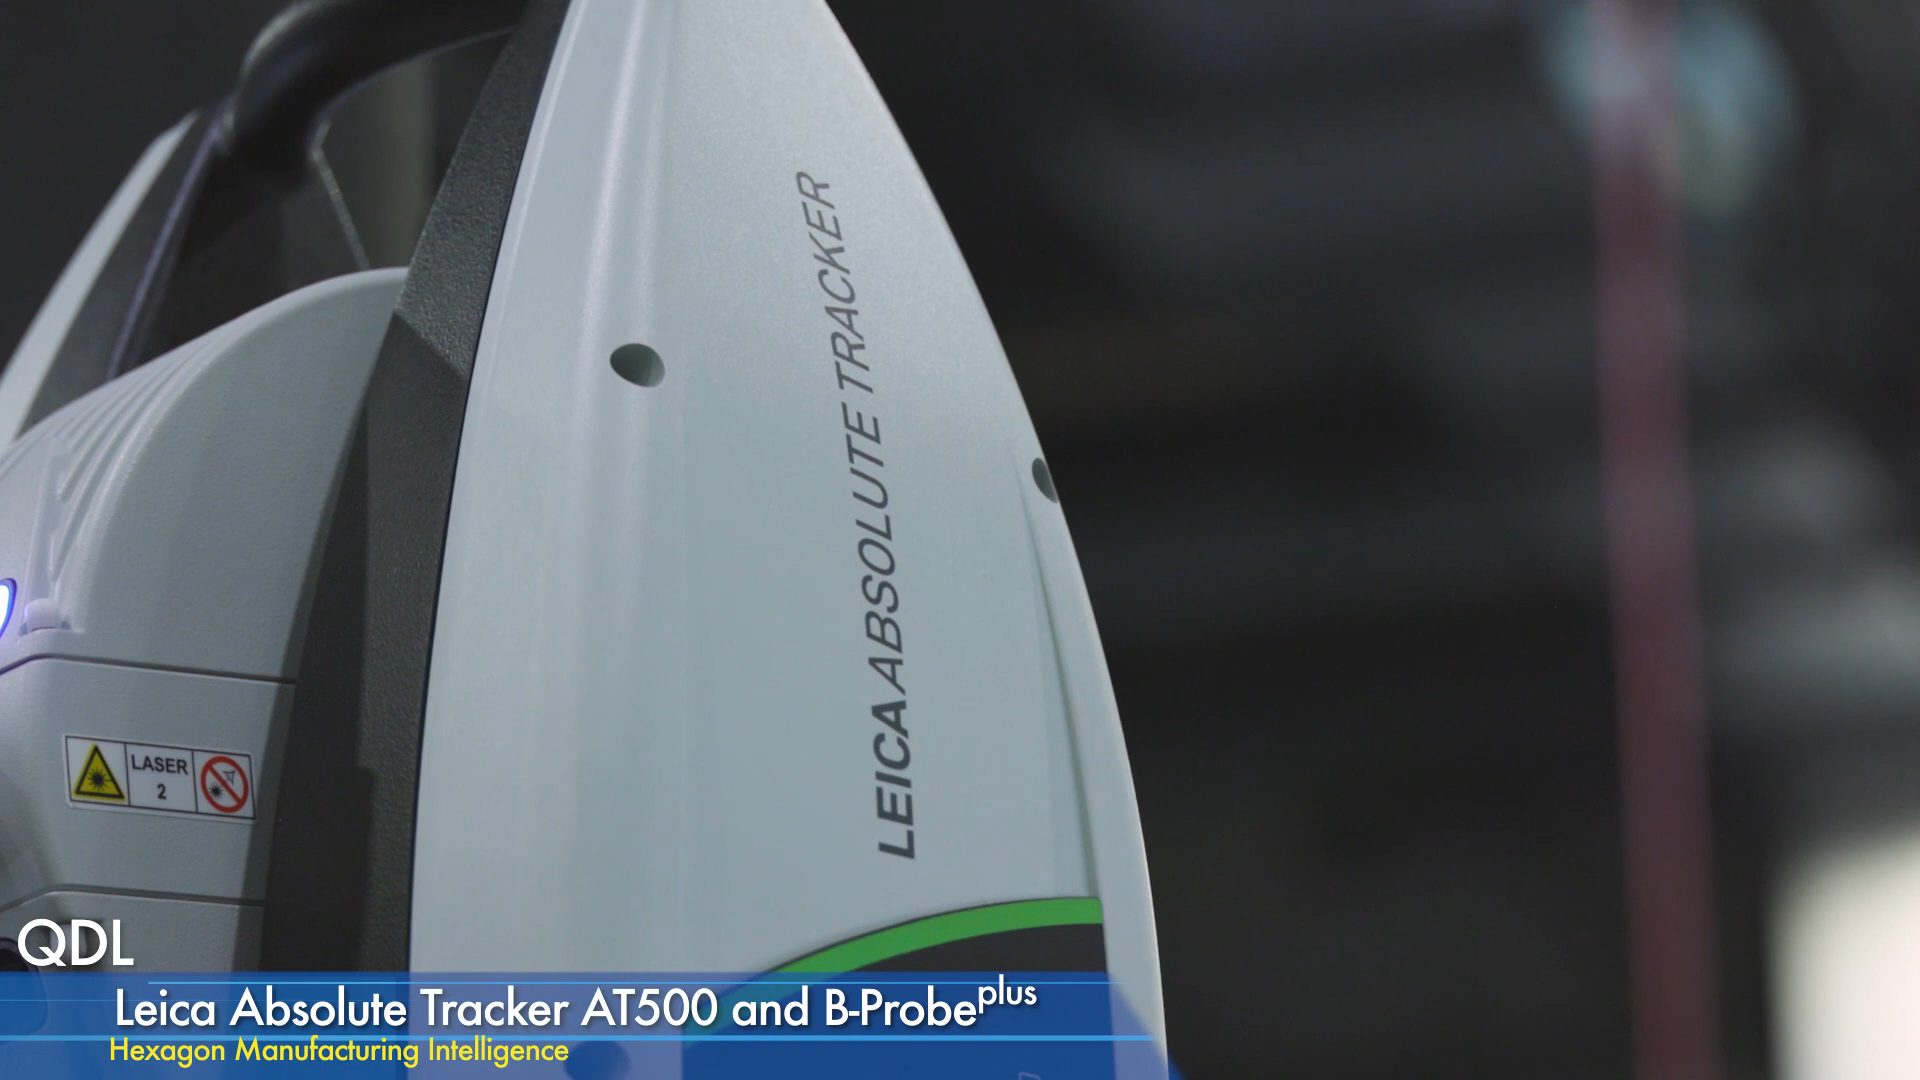 LEICA ABSOLUTE TRACKER
LASER
2
QDL
Leica Absolute Tracker AT500 and B-Probeplus
Hexagon Manufacturing Intelligence